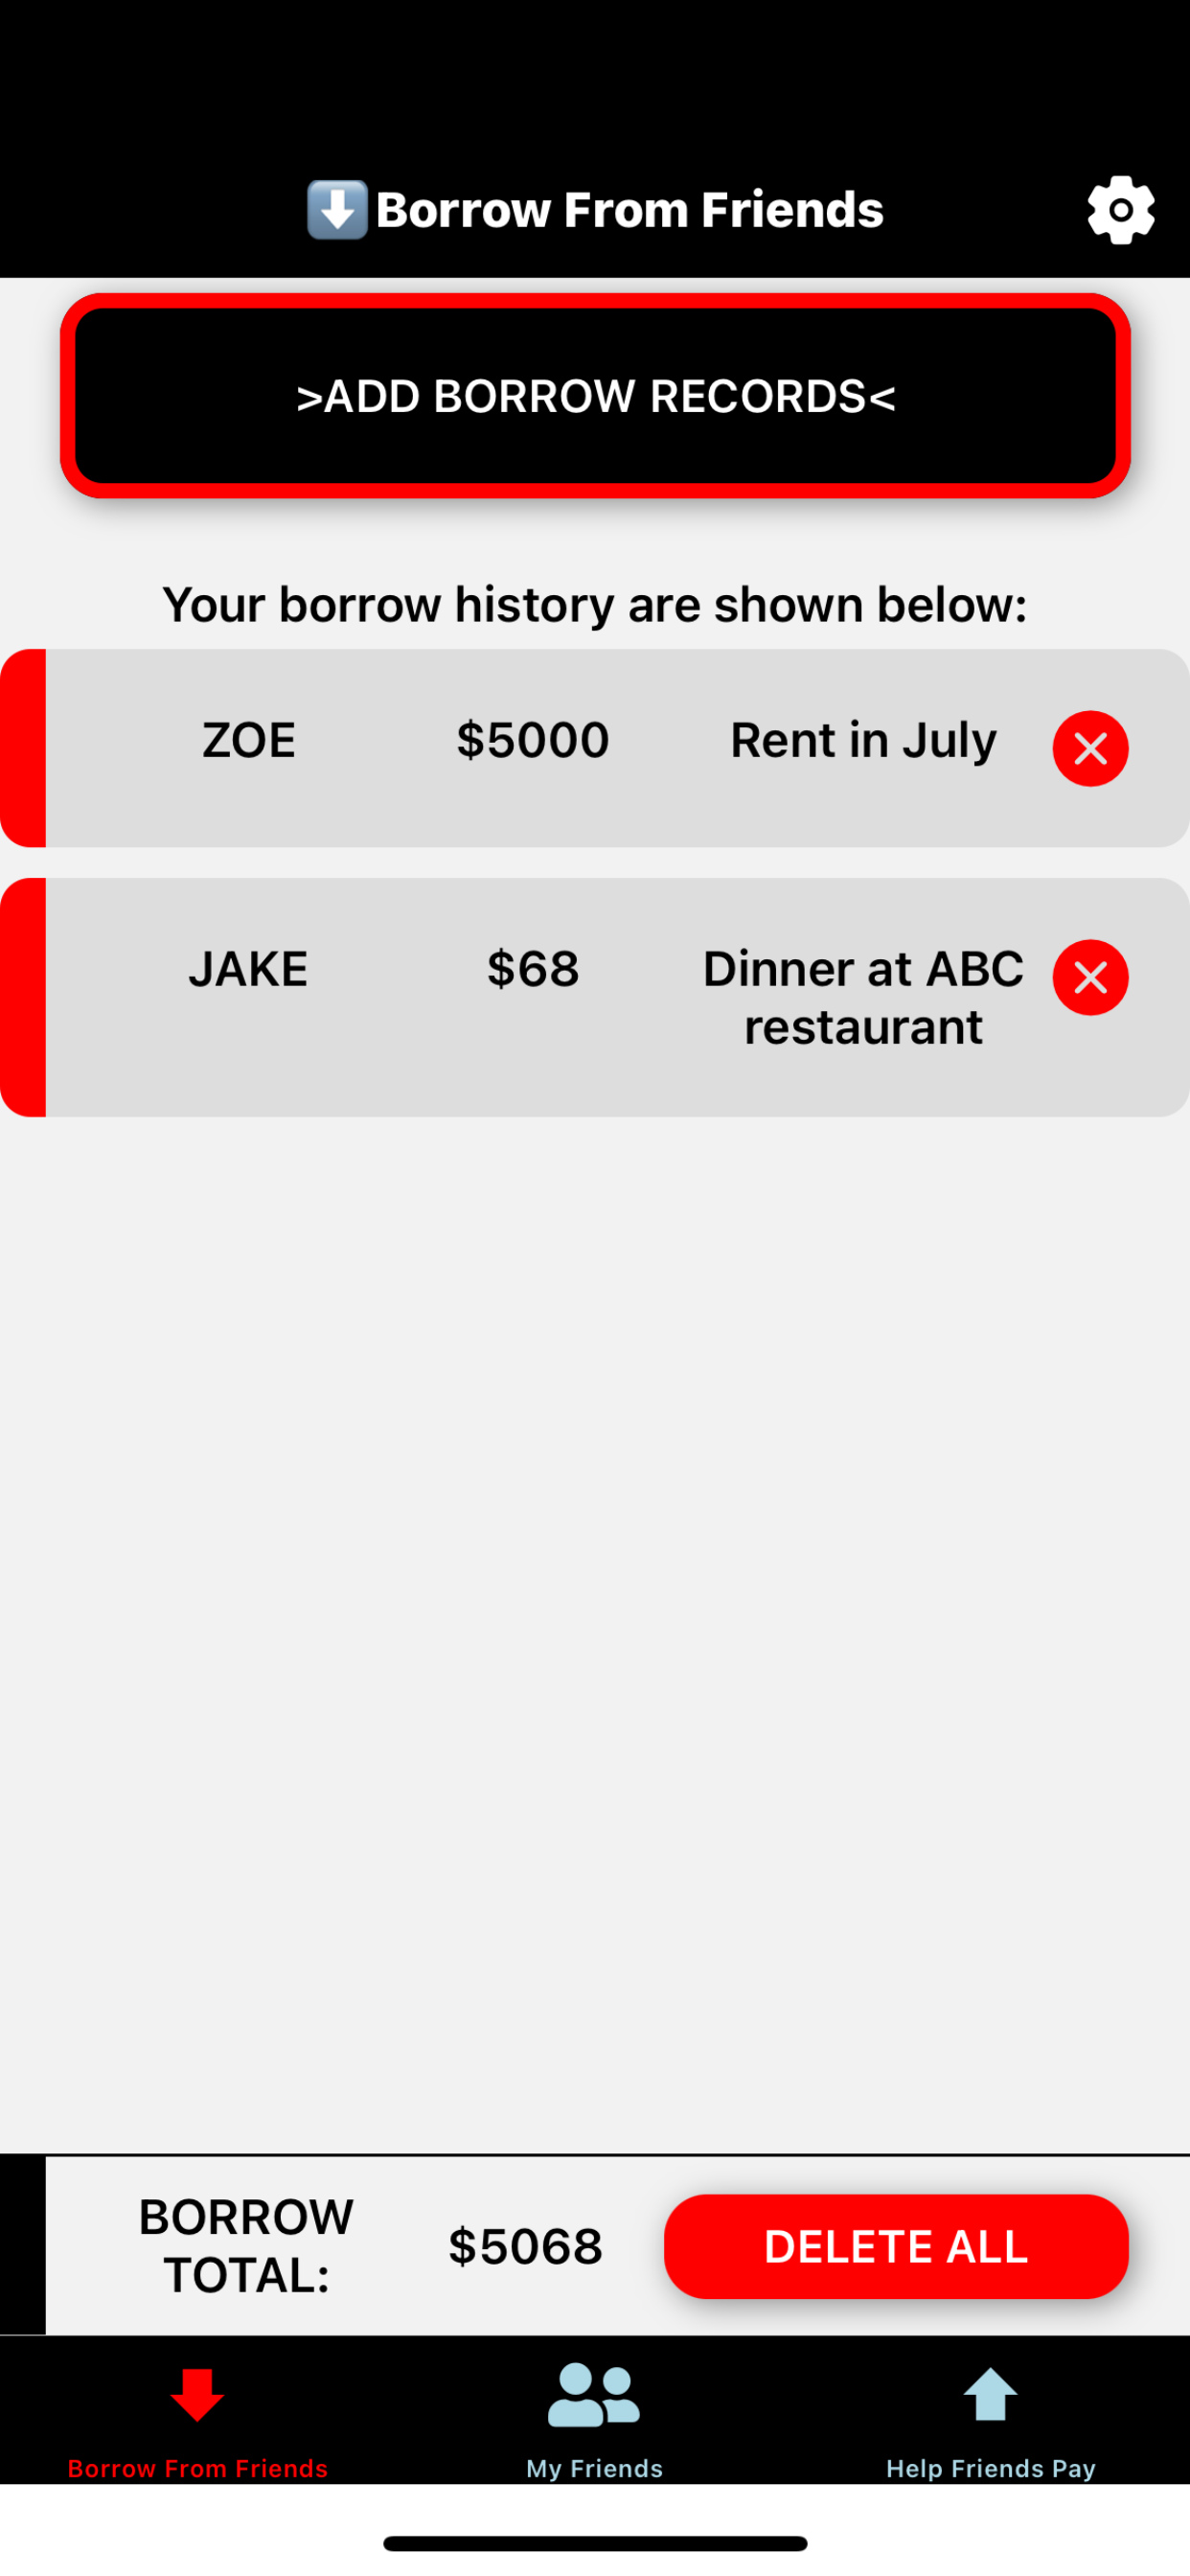 ⬇️Borrow From Friends
>ADD BORROW RECORDS<
Your borrow history are shown below:
ZOE $5000 Rent in July
JAKE $68 Dinner at ABC
restaurant
BORROW
TOTAL:
$5068
DELETE ALL
Borrow From Friends My Friends Help Friends Pay